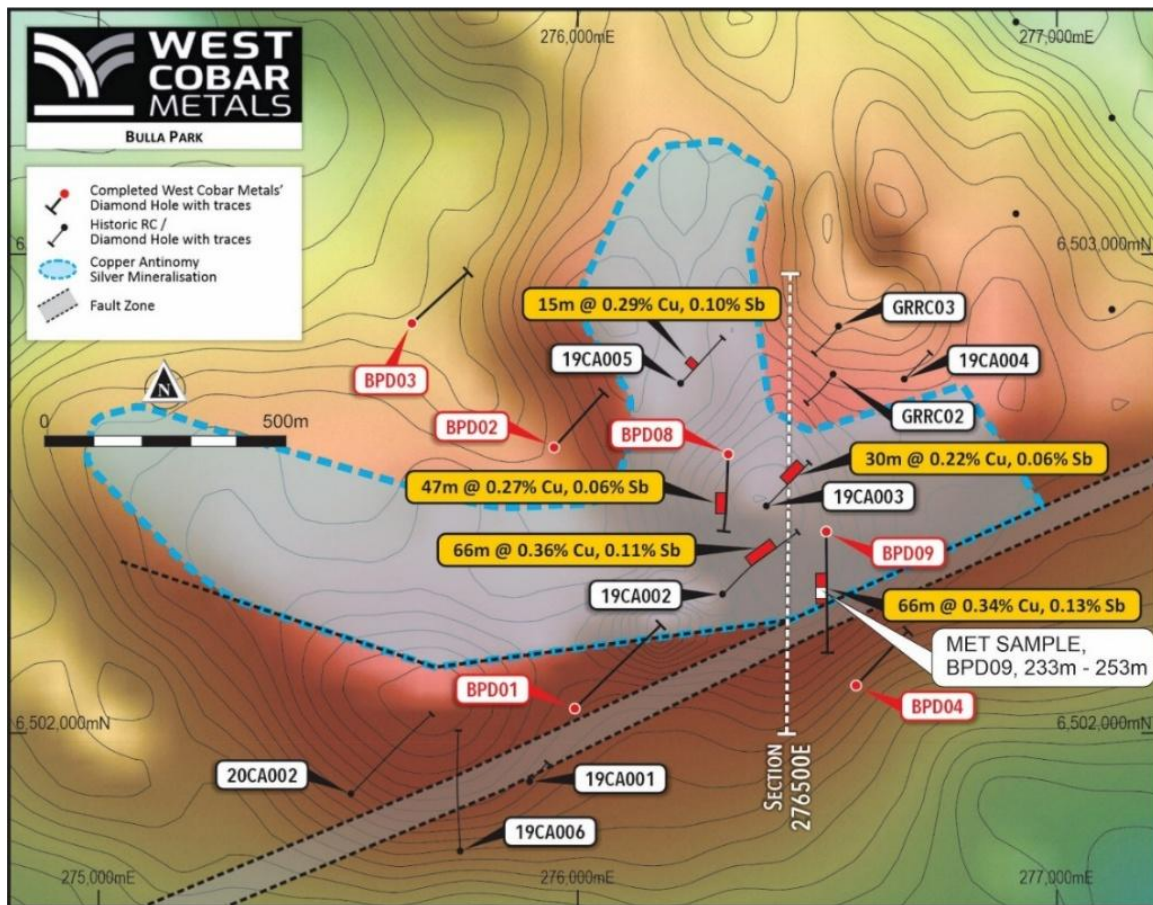 WEST
COBAR
METALS
BULLA PARK
Completed West Cobar Metals'
Diamond Hole with traces
Historic RC /
Diamond Hole with traces
Copper Antinomy
Silver Mineralisation
Fault Zone
276,000mE
277,000mE
6,503,000mN
GRRC03
15m @ 0.29% Cu, 0.10% Sb
19CA005
19CA004
BPD03
N
0
500m
BPD02
BPD08
GRRC02
30m @ 0.22% Cu, 0.06% Sb
47m @ 0.27% Cu, 0.06% Sb
19CA003
66m @ 0.36% Cu, 0.11% Sb
BPD09
19CA002
66m @ 0.34% Cu, 0.13% Sb
MET SAMPLE,
BPD09, 233m - 253m
BPD01
BPD04
6,502,000mN
6,502,000mN
SECTION
276500E
20CA002
19CA001
19CA006
275,000mE
276,000mE
277,000mE